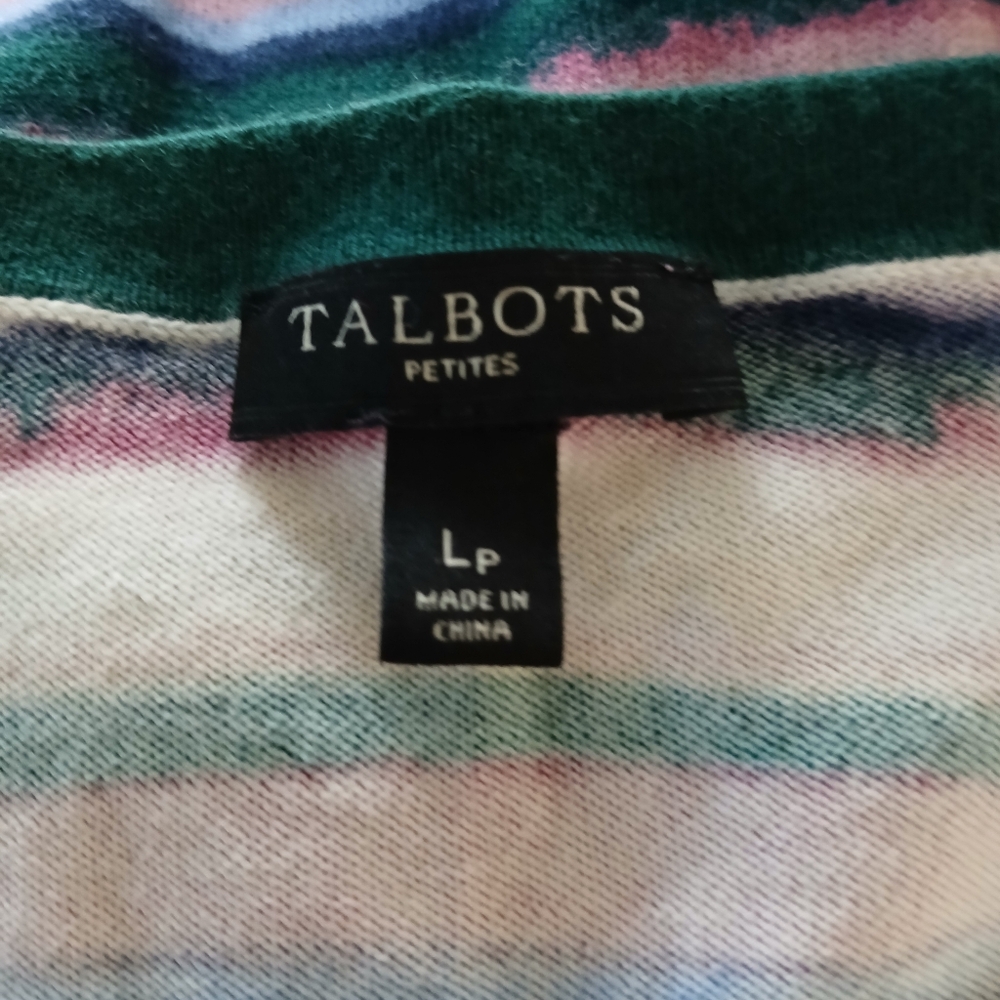 TALBOTS
PETITES
LP
MADE IN
CHINA